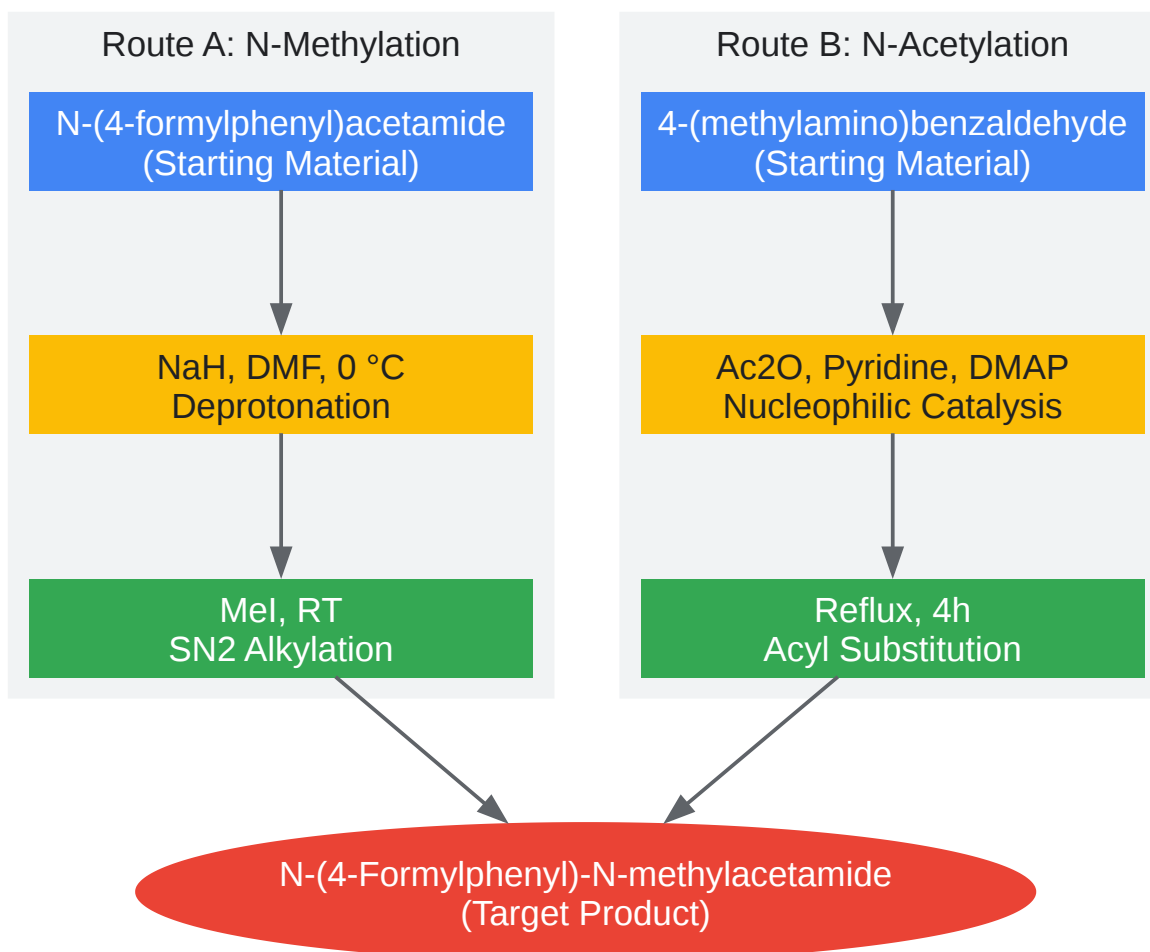 Route A: N-Methylation
N-(4-formylphenyl)acetamide
(Starting Material)
NaH, DMF, 0 °C
Deprotonation
MeI, RT
SN2 Alkylation
Route B: N-Acetylation
4-(methylamino)benzaldehyde
(Starting Material)
Ac2O, Pyridine, DMAP
Nucleophilic Catalysis
Reflux, 4h
Acyl Substitution
N-(4-Formylphenyl)-N-methylacetamide
(Target Product)